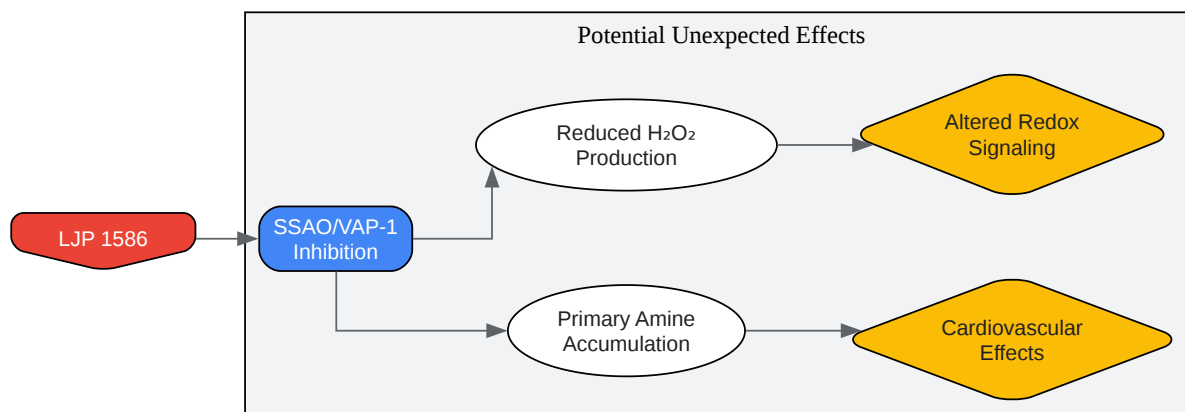 Potential Unexpected Effects
Reduced H₂O₂
Production
Altered Redox
Signaling
LJP 1586
SSAO/VAP-1
Inhibition
Primary Amine
Accumulation
Cardiovascular
Effects